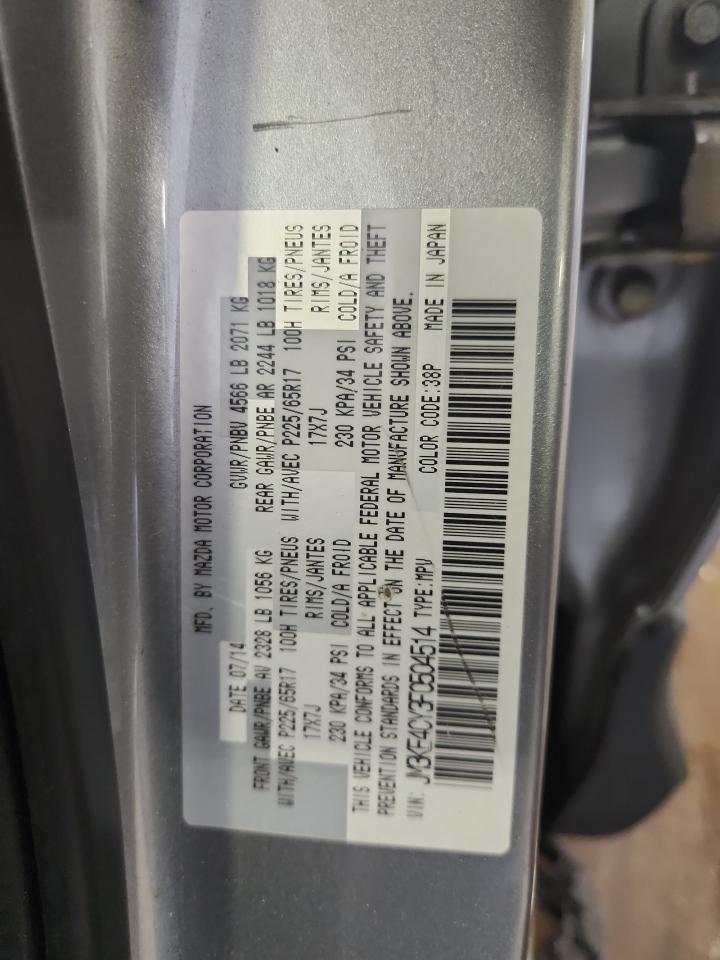 MFD. BY MAZDA MOTOR CORPORATION
DATE 07/14 GVWR/PNBV 4566 LB 2071 KG
FRONT GAWR/PNBE AV 2328 LB 1056 KG REAR GAWR/PNBE AR 2244 LB 1018 KG
WITH/AVEC P225/65R17 100H TIRES/PNEUS WITH/AVEC P225/65R17 100H TIRES/PNEUS
17X7J RIMS/JANTES 17X7J RIMS/JANTES
230 KPA/34 PSI COLD/A FROID 230 KPA/34 PSI COLD/A FROID
THIS VEHICLE CONFORMS TO ALL APPLICABLE FEDERAL MOTOR VEHICLE SAFETY AND THEFT
PREVENTION STANDARDS IN EFFECT ON THE DATE OF MANUFACTURE SHOWN ABOVE.
VIN: JM3KE4CY3F0504514 TYPE:MPV COLOR CODE:38P MADE IN JAPAN